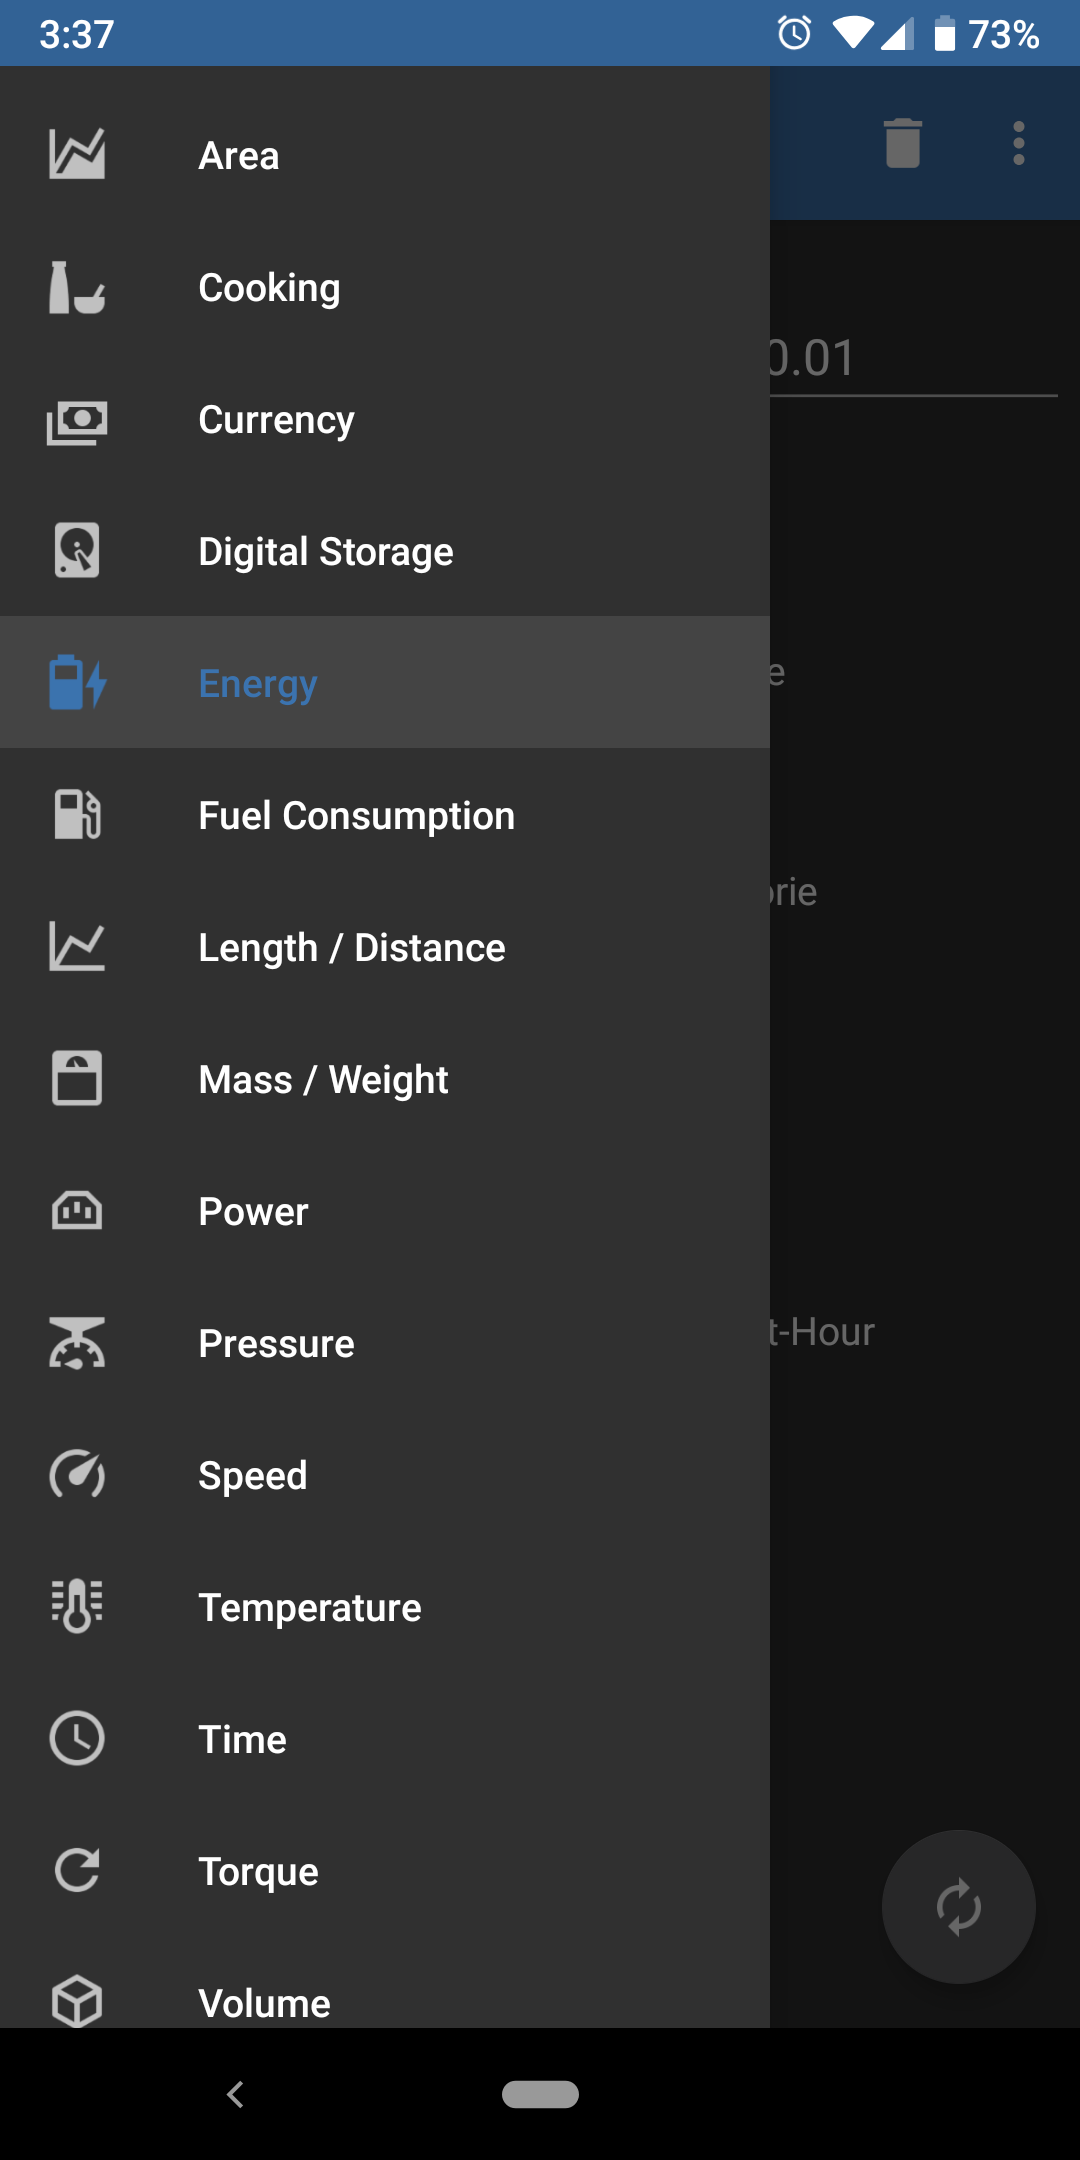 3:37
73%
Area
Cooking
Currency
Digital Storage
Energy
Fuel Consumption
Length / Distance
Mass / Weight
Power
Pressure
Speed
Temperature
Time
Torque
Volume
0.01
e
orie
t-Hour